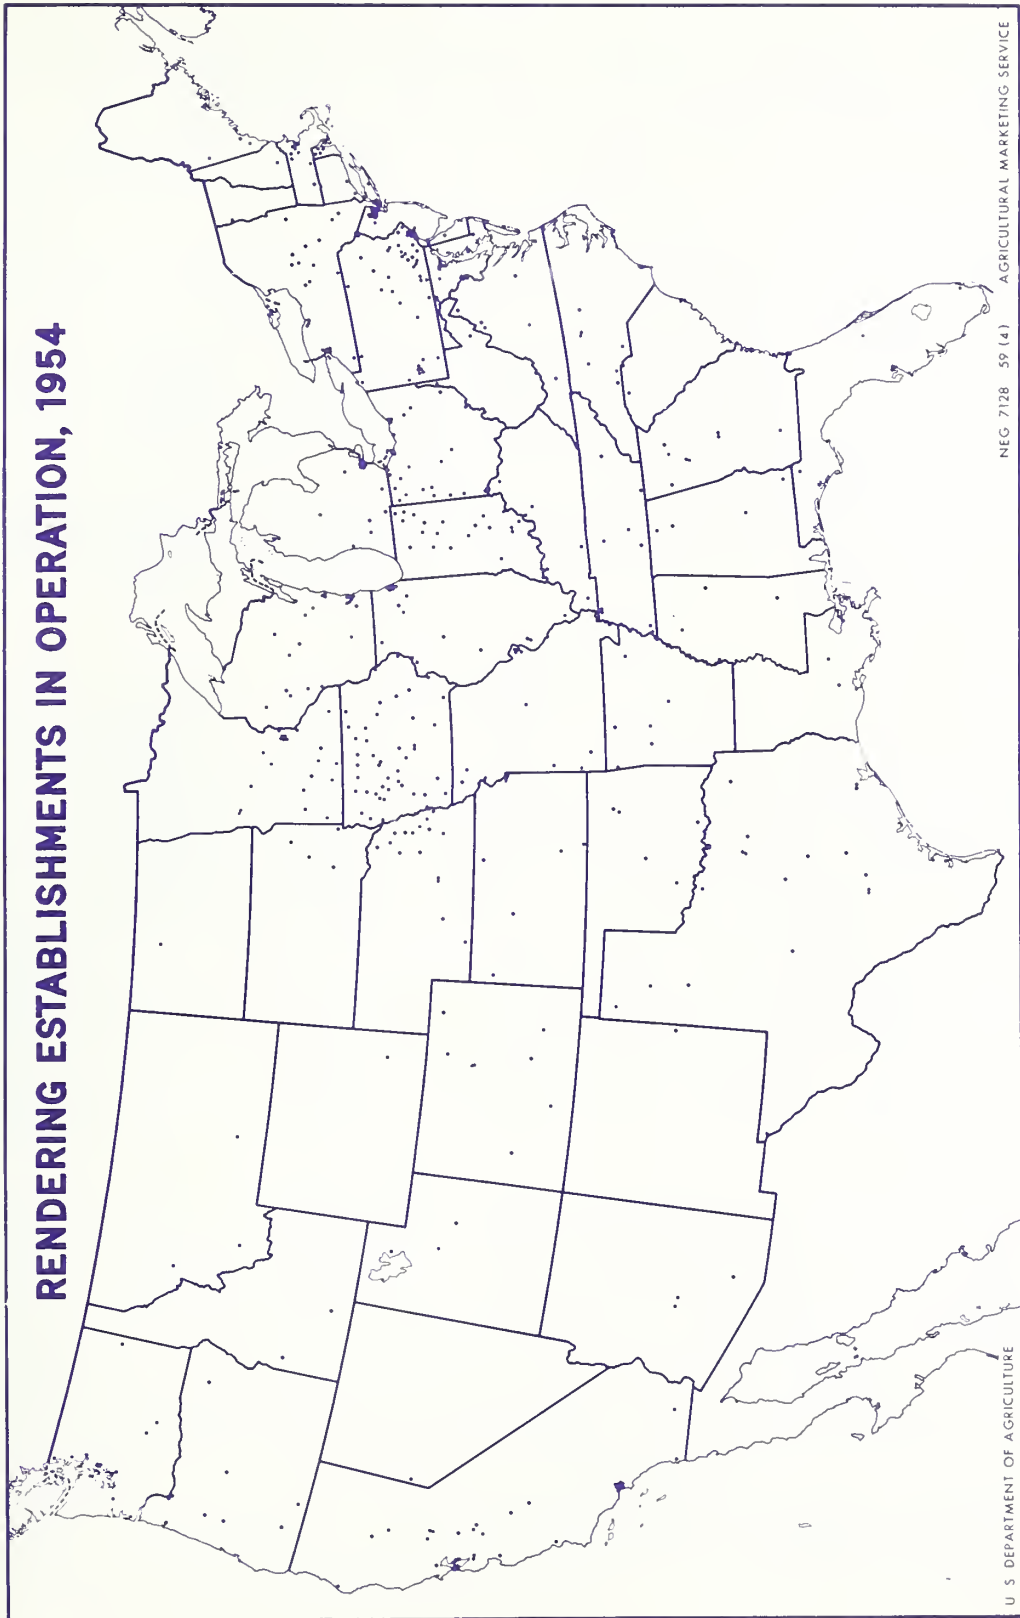 RENDERING ESTABLISHMENTS IN OPERATION, 1954
U S DEPARTMENT OF AGRICULTURE
NEG 7128 59 (4) AGRICULTURAL MARKETING SERVICE